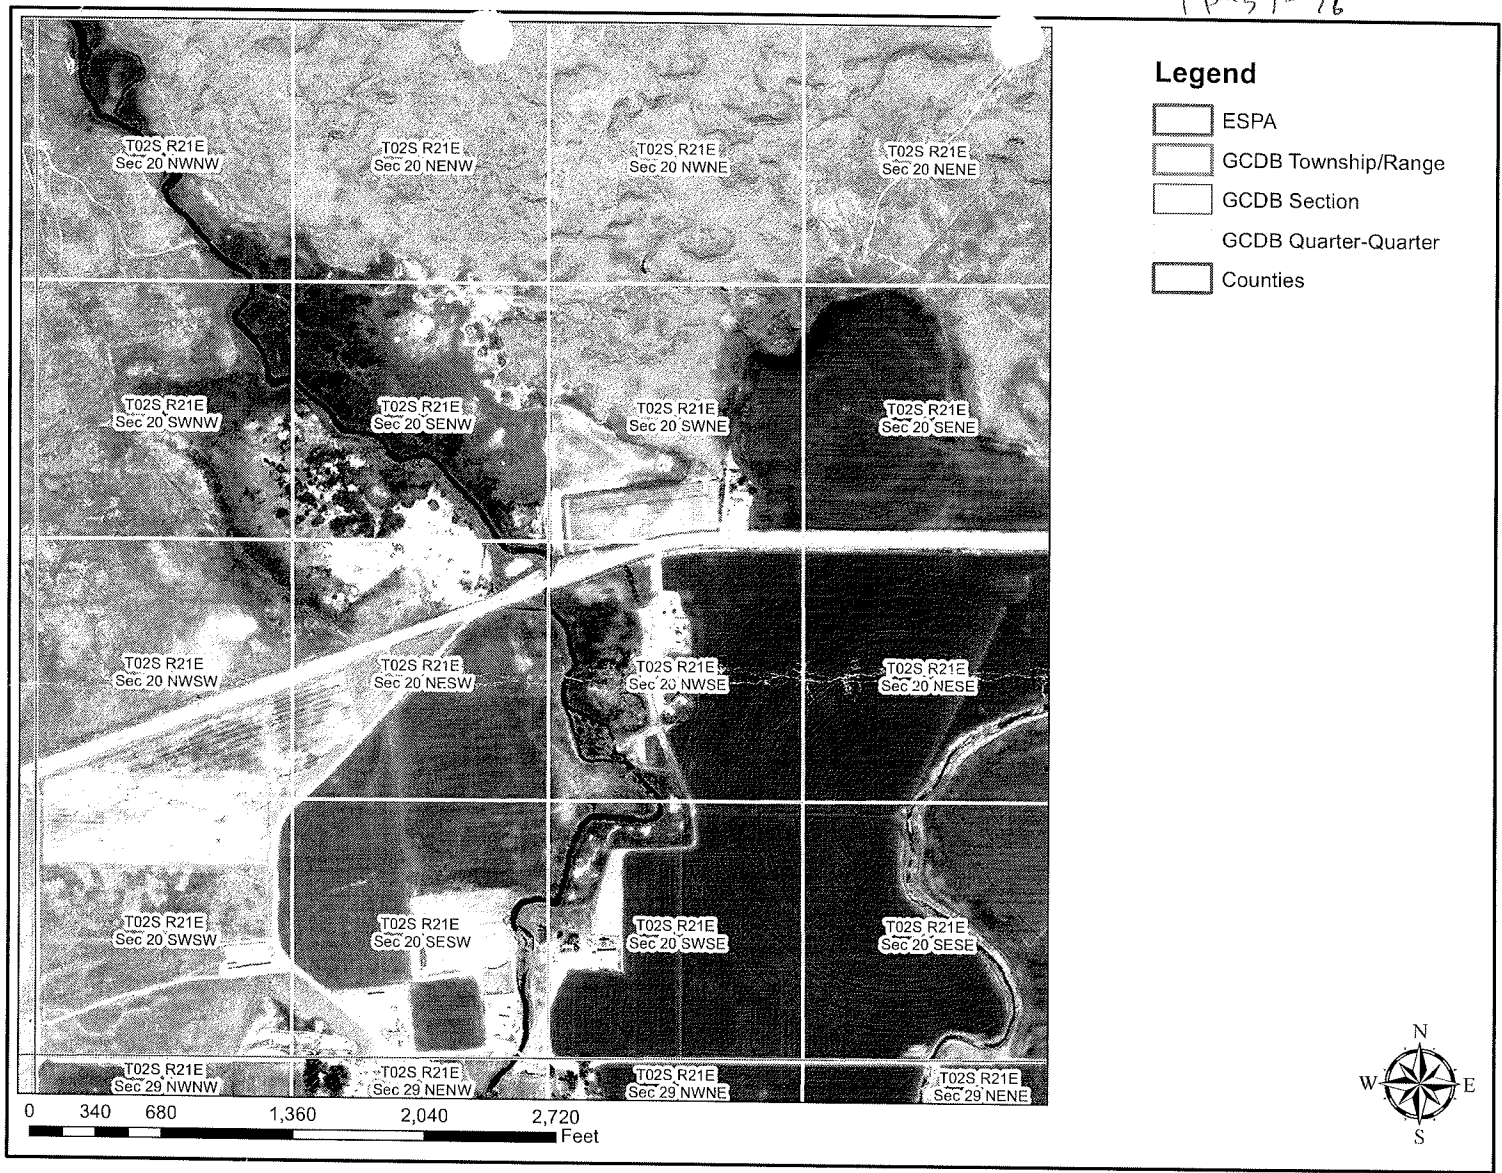 Legend
ESPA
GCDB Township/Range
GCDB Section
GCDB Quarter-Quarter
Counties
T02S R21E
Sec 20 NWNW
T02S R21E
Sec 20 NENW
T02S R21E
Sec 20 NWNE
T02S R21E
Sec 20 NENE
T02S R21E
Sec 20 SWNW
T02S R21E
Sec 20 SENW
T02S R21E
Sec 20 SWNE
T02S R21E
Sec 20 SENE
T02S R21E
Sec 20 NWSW
T02S R21E
Sec 20 NESW
T02S R21E
Sec 20 NWSE
T02S R21E
Sec 20 NESE
T02S R21E
Sec 20 SWSW
T02S R21E
Sec 20 SESW
T02S R21E
Sec 20 SWSE
T02S R21E
Sec 20 SESE
T02S R21E
Sec 29 NWNW
T02S R21E
Sec 29 NENW
T02S R21E
Sec 29 NWNE
T02S R21E
Sec 29 NENE
0 340 680 1,360 2,040 2,720
Feet
N
W E
S